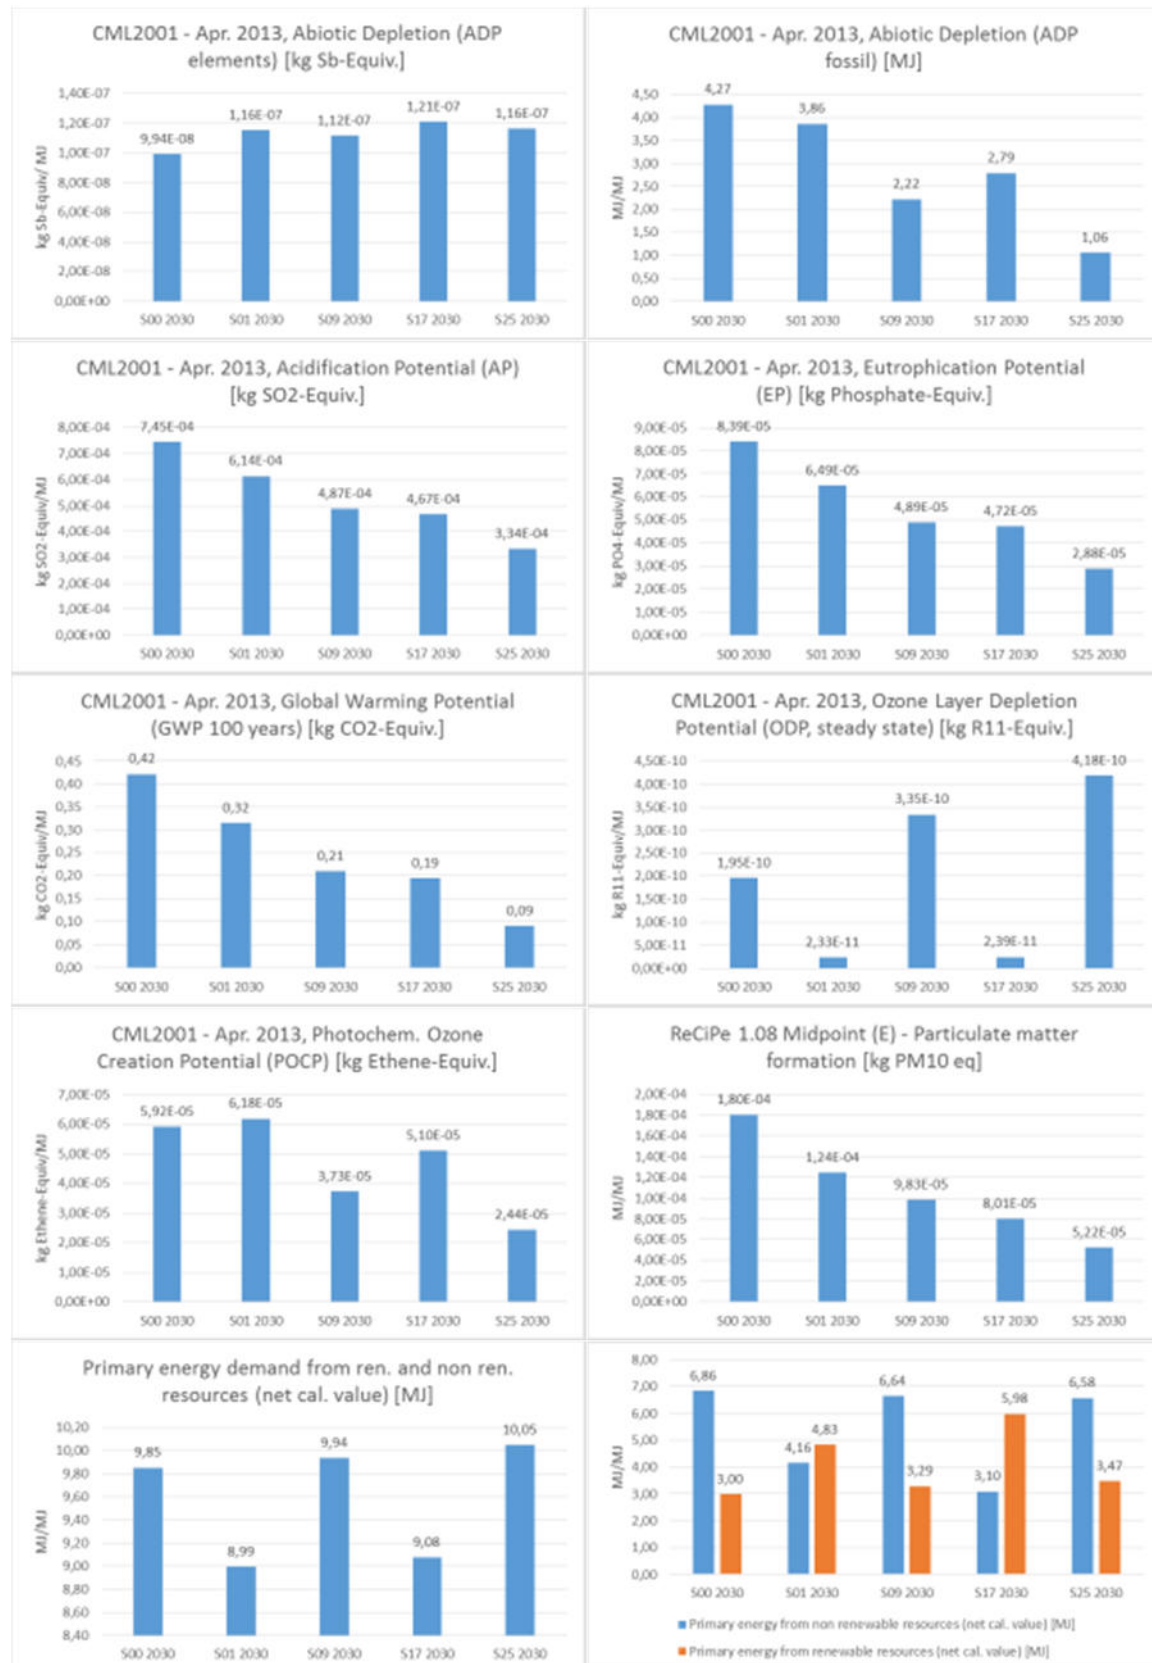 CML2001 - Apr. 2013, Abiotic Depletion (ADP
elements) [kg Sb-Equiv.]
kg Sb-Equiv/ MJ
1,40E-07
1,20E-07
1,00E-07
8,00E-08
6,00E-08
4,00E-08
2,00E-08
0,00E+00
9,94E-08
1,16E-07
1,12E-07
1,21E-07
1,16E-07
S00 2030 S01 2030 S09 2030 S17 2030 S25 2030
CML2001 - Apr. 2013, Abiotic Depletion (ADP
fossil) [MJ]
MJ/MJ
4,50
4,00
3,50
3,00
2,50
2,00
1,50
1,00
0,50
0,00
4,27
3,86
2,22
2,79
1,06
S00 2030 S01 2030 S09 2030 S17 2030 S25 2030
CML2001 - Apr. 2013, Acidification Potential (AP)
[kg SO2-Equiv.]
kg SO2-Equiv/MJ
8,00E-04
7,00E-04
6,00E-04
5,00E-04
4,00E-04
3,00E-04
2,00E-04
1,00E-04
0,00E+00
7,45E-04
6,14E-04
4,87E-04
4,67E-04
3,34E-04
S00 2030 S01 2030 S09 2030 S17 2030 S25 2030
CML2001 - Apr. 2013, Eutrophication Potential
(EP) [kg Phosphate-Equiv.]
kg PO4-Equiv/MJ
9,00E-05
8,00E-05
7,00E-05
6,00E-05
5,00E-05
4,00E-05
3,00E-05
2,00E-05
1,00E-05
0,00E+00
8,39E-05
6,49E-05
4,89E-05
4,72E-05
2,88E-05
S00 2030 S01 2030 S09 2030 S17 2030 S25 2030
CML2001 - Apr. 2013, Global Warming Potential
(GWP 100 years) [kg CO2-Equiv.]
kg CO2-Equiv/MJ
0,45
0,40
0,35
0,30
0,25
0,20
0,15
0,10
0,05
0,00
0,42
0,32
0,21
0,19
0,09
S00 2030 S01 2030 S09 2030 S17 2030 S25 2030
CML2001 - Apr. 2013, Ozone Layer Depletion
Potential (ODP, steady state) [kg R11-Equiv.]
kg R11-Equiv/MJ
4,50E-10
4,00E-10
3,50E-10
3,00E-10
2,50E-10
2,00E-10
1,50E-10
1,00E-10
5,00E-11
0,00E+00
1,95E-10
2,33E-11
3,35E-10
2,39E-11
4,18E-10
S00 2030 S01 2030 S09 2030 S17 2030 S25 2030
CML2001 - Apr. 2013, Photochem. Ozone
Creation Potential (POCP) [kg Ethene-Equiv.]
kg Ethene-Equiv/MJ
7,00E-05
6,00E-05
5,00E-05
4,00E-05
3,00E-05
2,00E-05
1,00E-05
0,00E+00
5,92E-05
6,18E-05
3,73E-05
5,10E-05
2,44E-05
S00 2030 S01 2030 S09 2030 S17 2030 S25 2030
ReCiPe 1.08 Midpoint (E) - Particulate matter
formation [kg PM10 eq]
MJ/MJ
2,00E-04
1,80E-04
1,60E-04
1,40E-04
1,20E-04
1,00E-04
8,00E-05
6,00E-05
4,00E-05
2,00E-05
0,00E+00
1,80E-04
1,24E-04
9,83E-05
8,01E-05
5,22E-05
S00 2030 S01 2030 S09 2030 S17 2030 S25 2030
Primary energy demand from ren. and non ren.
resources (net cal. value) [MJ]
MJ/MJ
10,20
10,00
9,80
9,60
9,40
9,20
9,00
8,80
8,60
8,40
9,85
8,99
9,94
9,08
10,05
S00 2030 S01 2030 S09 2030 S17 2030 S25 2030
MJ/MJ
8,00
7,00
6,00
5,00
4,00
3,00
2,00
1,00
0,00
6,86
3,00
4,16
4,83
6,64
3,29
3,10
5,98
6,58
3,47
S00 2030 S01 2030 S09 2030 S17 2030 S25 2030
Primary energy from non renewable resources (net cal. value) [MJ]
Primary energy from renewable resources (net cal. value) [MJ]